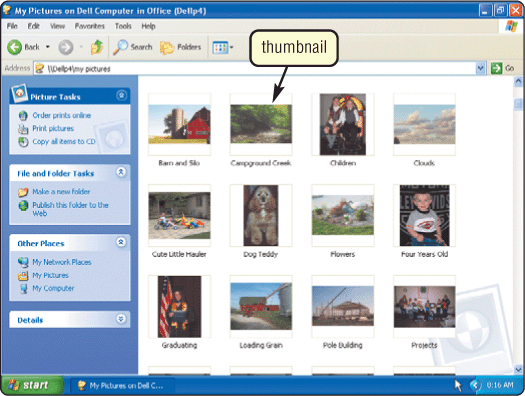 My Pictures on Dell Computer in Office (Dellp4)
File Edit View Favorites Tools Help
Back Search Folders
thumbnail
Address \\Dellp4\my pictures Go
Picture Tasks
Order prints online
Print pictures
Copy all items to CD
File and Folder Tasks
Make a new folder
Publish this folder to the
Web
Other Places
My Network Places
My Pictures
My Computer
Details
Barn and Silo Campground Creek Children Clouds
Cute Little Hauler Dog Teddy Flowers Four Years Old
Graduating Loading Grain Pole Building Projects
start My Pictures on Dell C... 8:16 AM